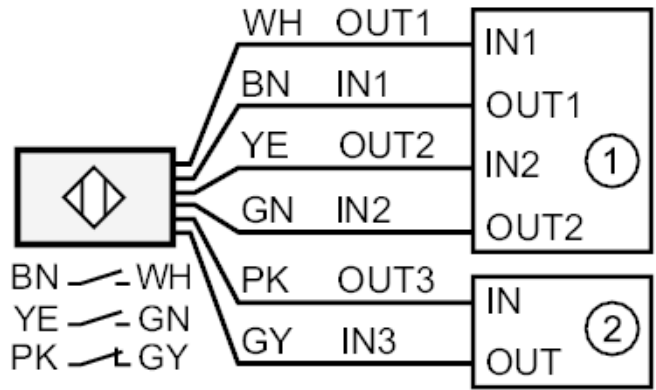 WH OUT1 IN1
BN IN1 OUT1
YE OUT2 IN2 1
GN IN2 OUT2
BN WH PK OUT3 IN
YE GN 2
PK GY GY IN3 OUT